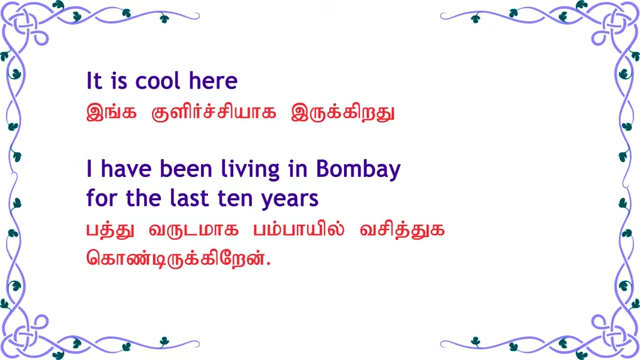 It is cool here
இங்க குளிர்ச்சியாக இருக்கிறது
I have been living in Bombay
for the last ten years
பத்து வருடமாக பம்பாயில் வசித்துக
கொண்டிருக்கிறேன்.